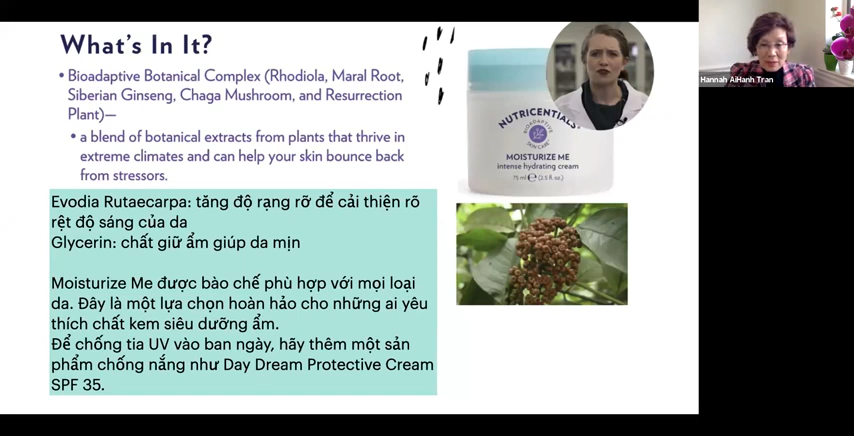 What's In It?
• Bioadaptive Botanical Complex (Rhodiola, Maral Root,
Siberian Ginseng, Chaga Mushroom, and Resurrection
Plant)—
• a blend of botanical extracts from plants that thrive in
extreme climates and can help your skin bounce back
from stressors.
Evodia Rutaecarpa: tăng độ rạng rỡ để cải thiện rõ
rệt độ sáng của da
Glycerin: chất giữ ẩm giúp da mịn
Moisturize Me được bào chế phù hợp với mọi loại
da. Đây là một lựa chọn hoàn hảo cho những ai yêu
thích chất kem siêu dưỡng ẩm.
Để chống tia UV vào ban ngày, hãy thêm một sản
phẩm chống nắng như Day Dream Protective Cream
SPF 35.
NUTRICENTIALS
BIOADAPTIVE
SKIN CARE
MOISTURIZE ME
intense hydrating cream
75 ml ℮ (2.5 fl. oz.)
Hannah AiHanh Tran